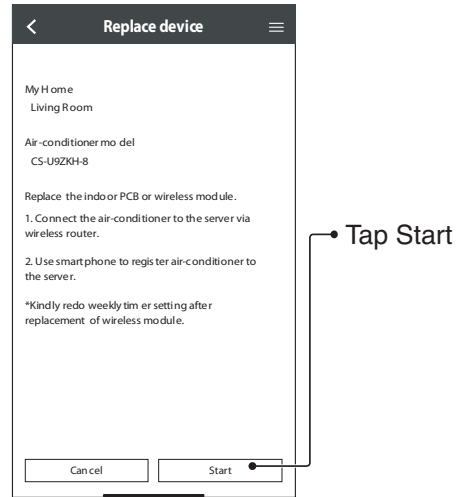 Replace device
My Home
Living Room
Air-conditioner model
CS-U9ZKH-8
Replace the indoor PCB or wireless module.
1. Connect the air-conditioner to the server via
wireless router.
2. Use smartphone to register air-conditioner to
the server.
*Kindly redo weekly timer setting after
replacement of wireless module.
Cancel
Start
Tap Start